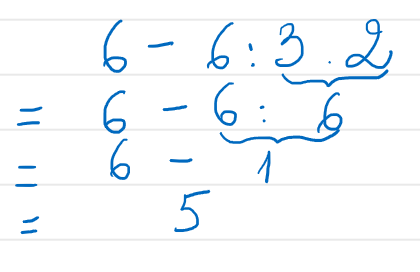 6 - 6 : 3 . 2
= 6 - 6 : 6
= 6 - 1
= 5